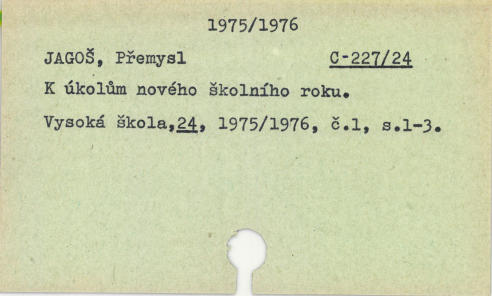 1975/1976
JAGOŠ, Přemysl C-227/24
K úkolům nového školního roku.
Vysoká škola,24, 1975/1976, č.1, s.1-3.